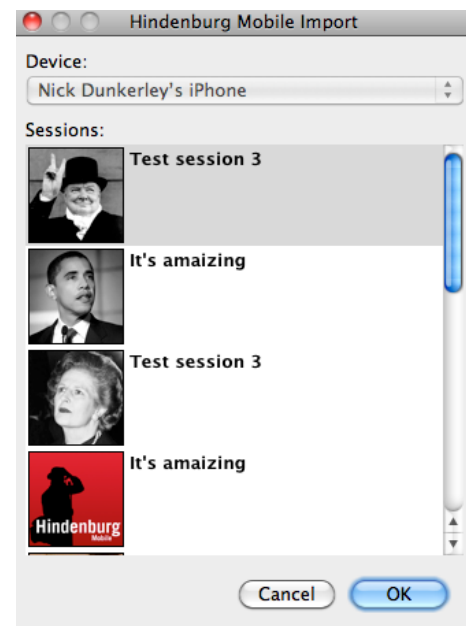 Hindenburg Mobile Import
Device:
Nick Dunkerley's iPhone
Sessions:
Test session 3
It's amaizing
Test session 3
It's amaizing
Hindenburg
Mobile
Cancel
OK